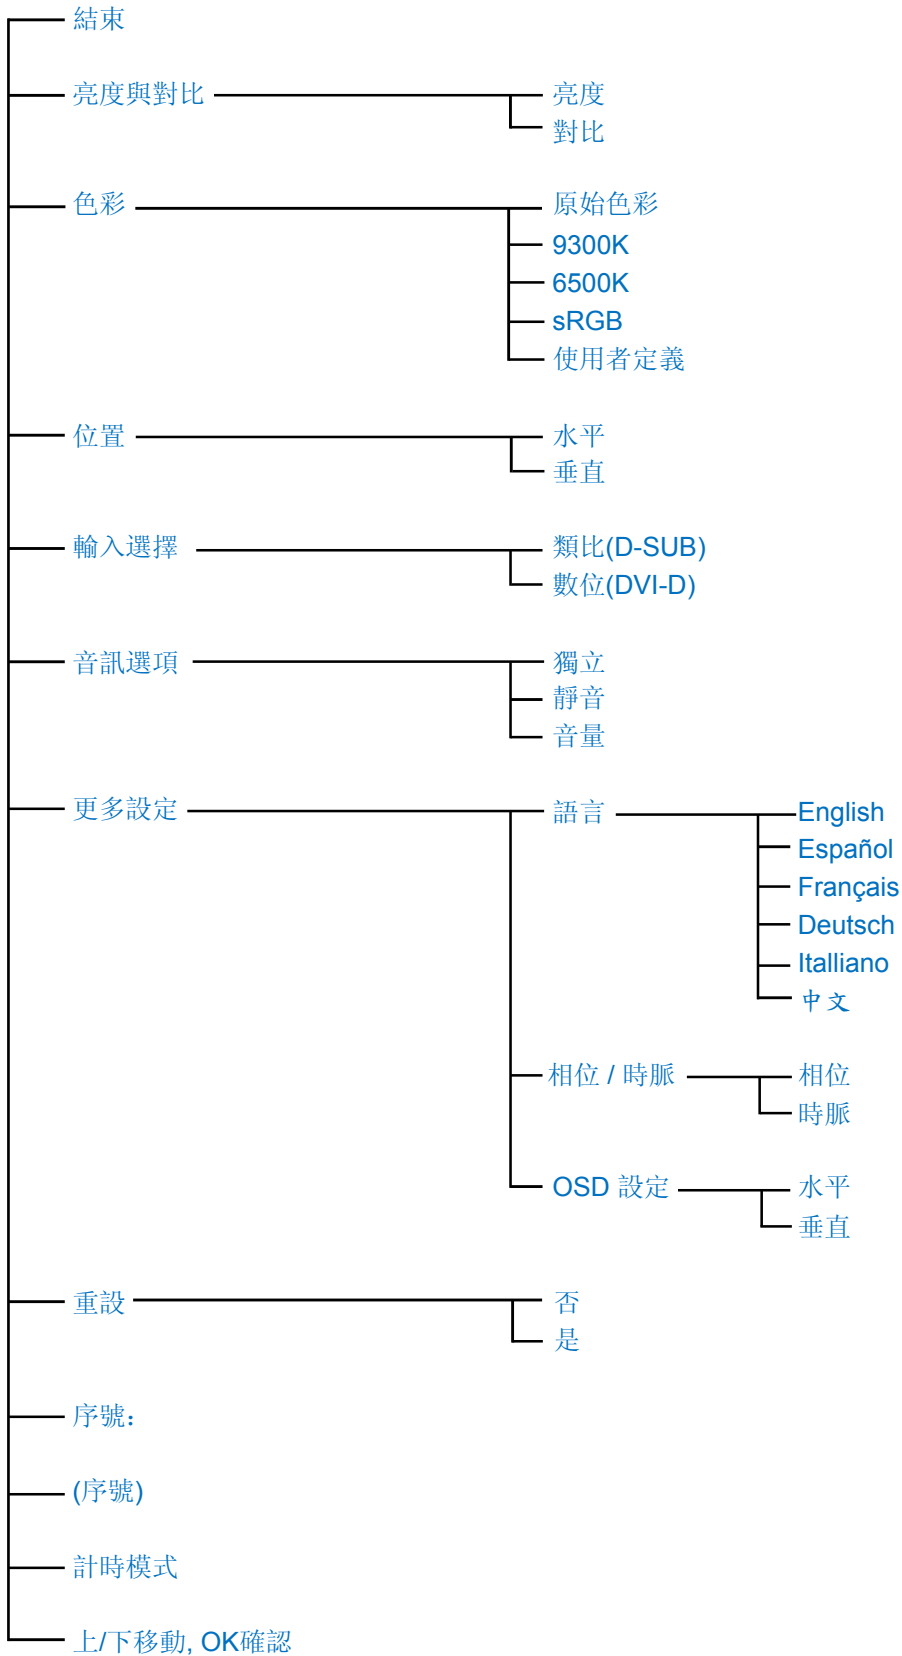 結束
亮度與對比
亮度
對比
色彩
原始色彩
9300K
6500K
sRGB
使用者定義
位置
水平
垂直
輸入選擇
類比(D-SUB)
數位(DVI-D)
音訊選項
獨立
靜音
音量
更多設定
語言
English
Español
Français
Deutsch
Italliano
中文
相位 / 時脈
相位
時脈
OSD 設定
水平
垂直
重設
否
是
序號：
(序號)
計時模式
上/下移動, OK確認